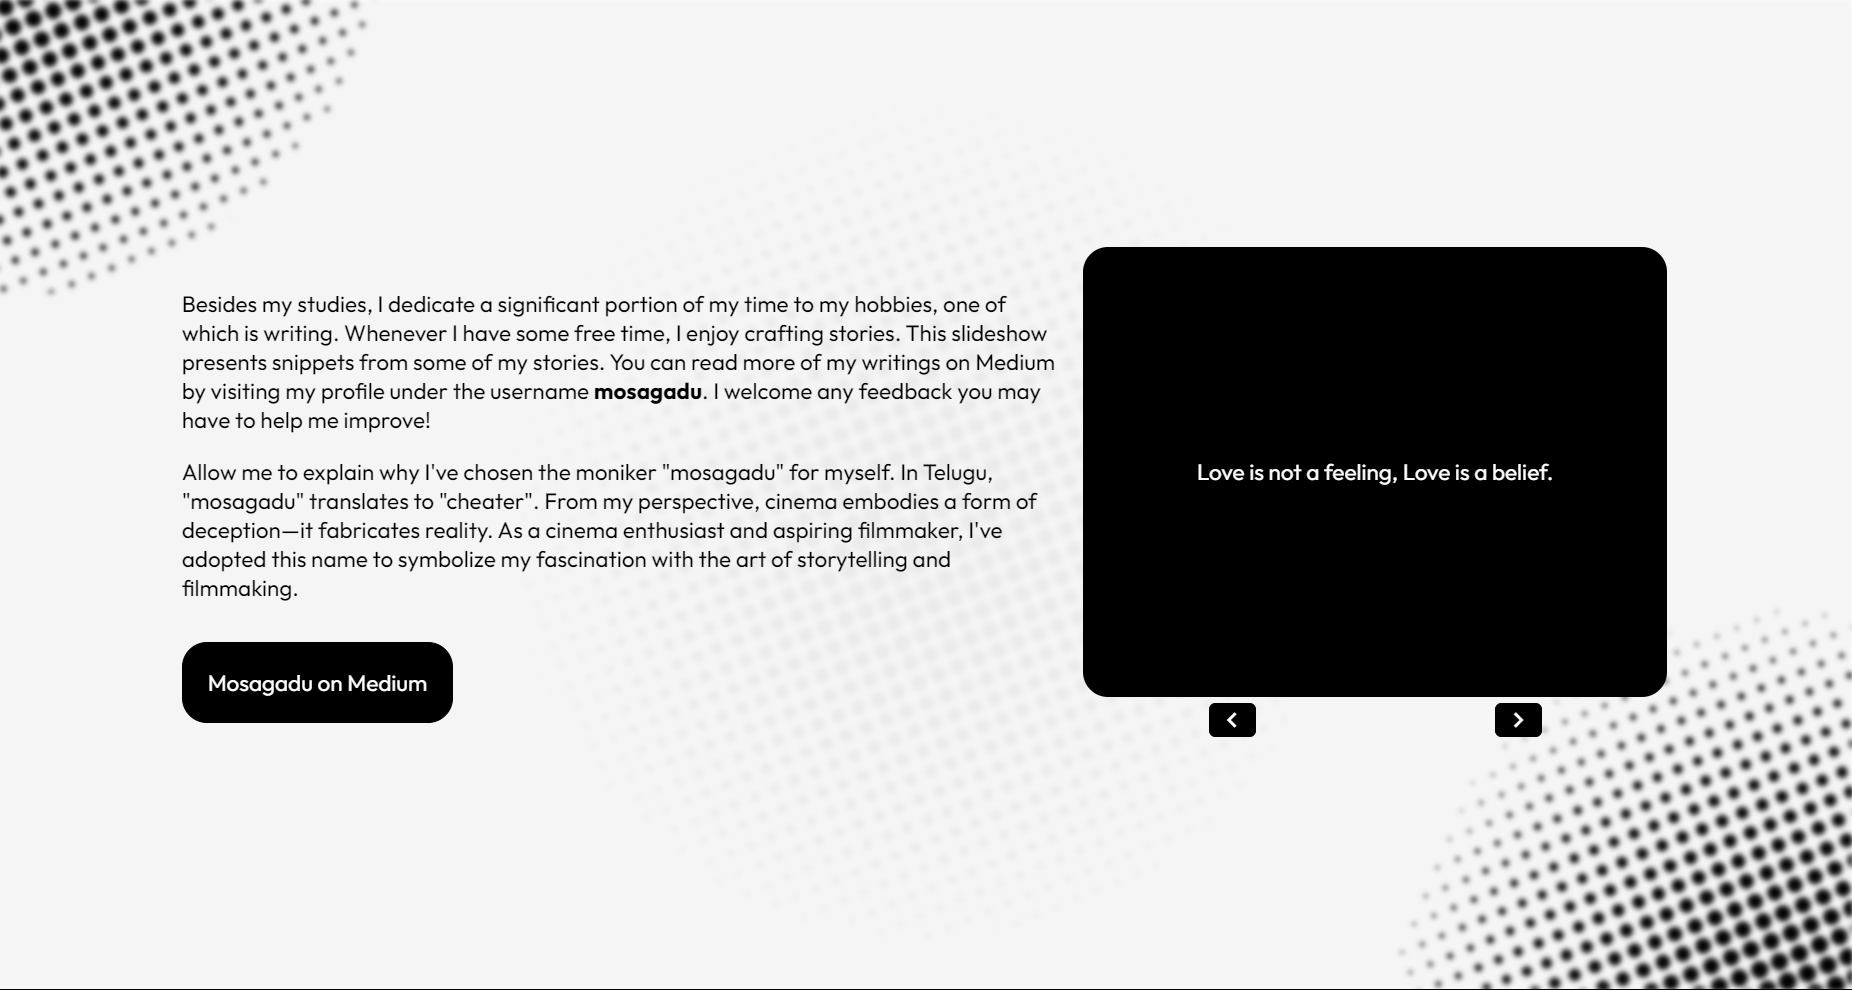 Besides my studies, I dedicate a significant portion of my time to my hobbies, one of
which is writing. Whenever I have some free time, I enjoy crafting stories. This slideshow
presents snippets from some of my stories. You can read more of my writings on Medium
by visiting my profile under the username mosagadu. I welcome any feedback you may
have to help me improve!
Allow me to explain why I've chosen the moniker "mosagadu" for myself. In Telugu,
"mosagadu" translates to "cheater". From my perspective, cinema embodies a form of
deception—it fabricates reality. As a cinema enthusiast and aspiring filmmaker, I've
adopted this name to symbolize my fascination with the art of storytelling and
filmmaking.
Mosagadu on Medium
Love is not a feeling, Love is a belief.